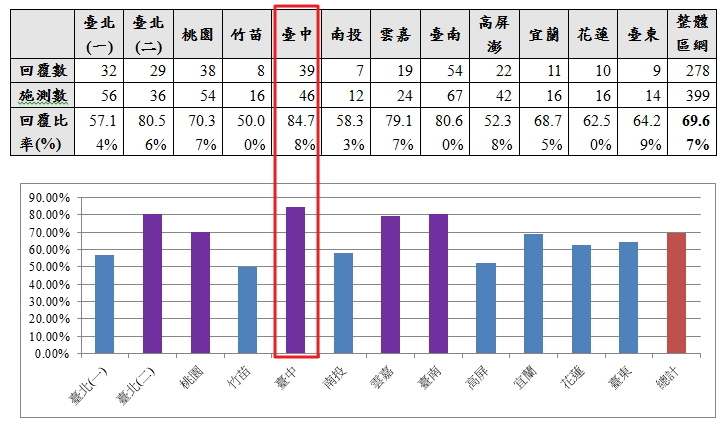 臺北(一) 臺北(二) 桃園 竹苗 臺中 南投 雲嘉 臺南 高屏澎 宜蘭 花蓮 臺東 整體區網
回覆數 32 29 38 8 39 7 19 54 22 11 10 9 278
施測數 56 36 54 16 46 12 24 67 42 16 16 14 399
回覆比率(%) 57.14% 80.56% 70.37% 50.00% 84.78% 58.33% 79.17% 80.60% 52.38% 68.75% 62.50% 64.29% 69.67%
90.00%
80.00%
70.00%
60.00%
50.00%
40.00%
30.00%
20.00%
10.00%
0.00%
臺北(一) 臺北(二) 桃園 竹苗 臺中 南投 雲嘉 臺南 高屏 宜蘭 花蓮 臺東 總計